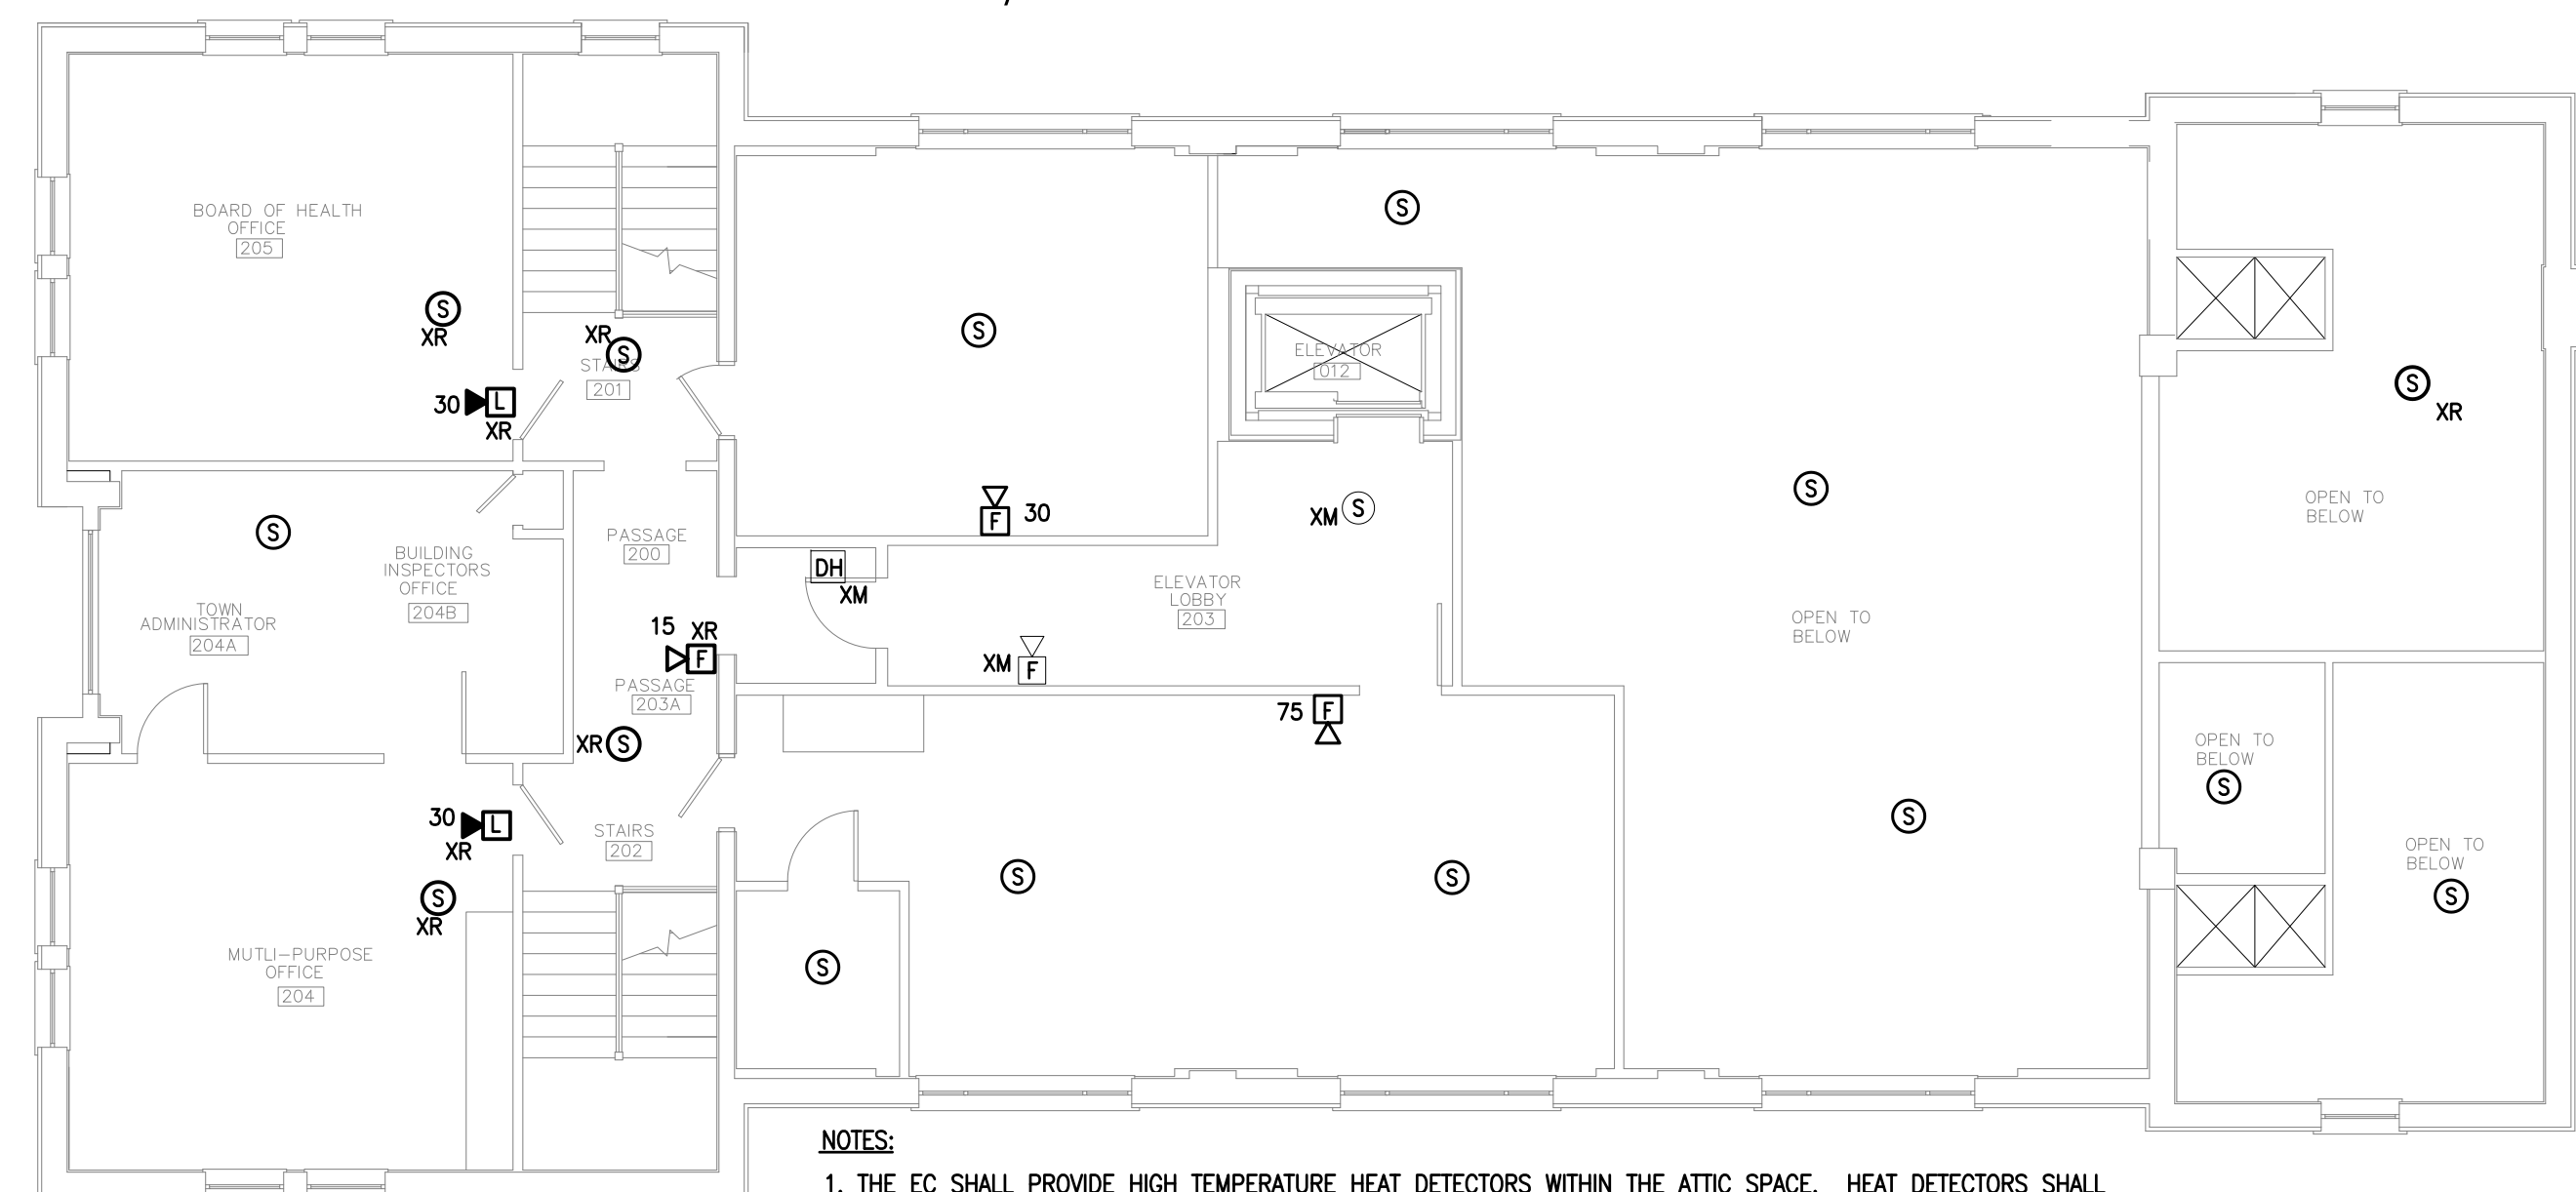 BOARD OF HEALTH
OFFICE
205
S
XR
30
L
XR
XR
S
STAIRS
201
S
S
ELEVATOR
012
S
XR
S
OPEN TO
BELOW
S
BUILDING
INSPECTORS
OFFICE
204B
TOWN
ADMINISTRATOR
204A
PASSAGE
200
F
30
XM
S
DH
XM
ELEVATOR
LOBBY
203
OPEN TO
BELOW
15
XR
F
PASSAGE
203A
XR
S
XM
F
75
F
OPEN TO
BELOW
S
30
L
XR
STAIRS
202
S
S
S
OPEN TO
BELOW
S
S
XR
S
MUTLI-PURPOSE
OFFICE
204
NOTES:
1. THE EC SHALL PROVIDE HIGH TEMPERATURE HEAT DETECTORS WITHIN THE ATTIC SPACE. HEAT DETECTORS SHALL